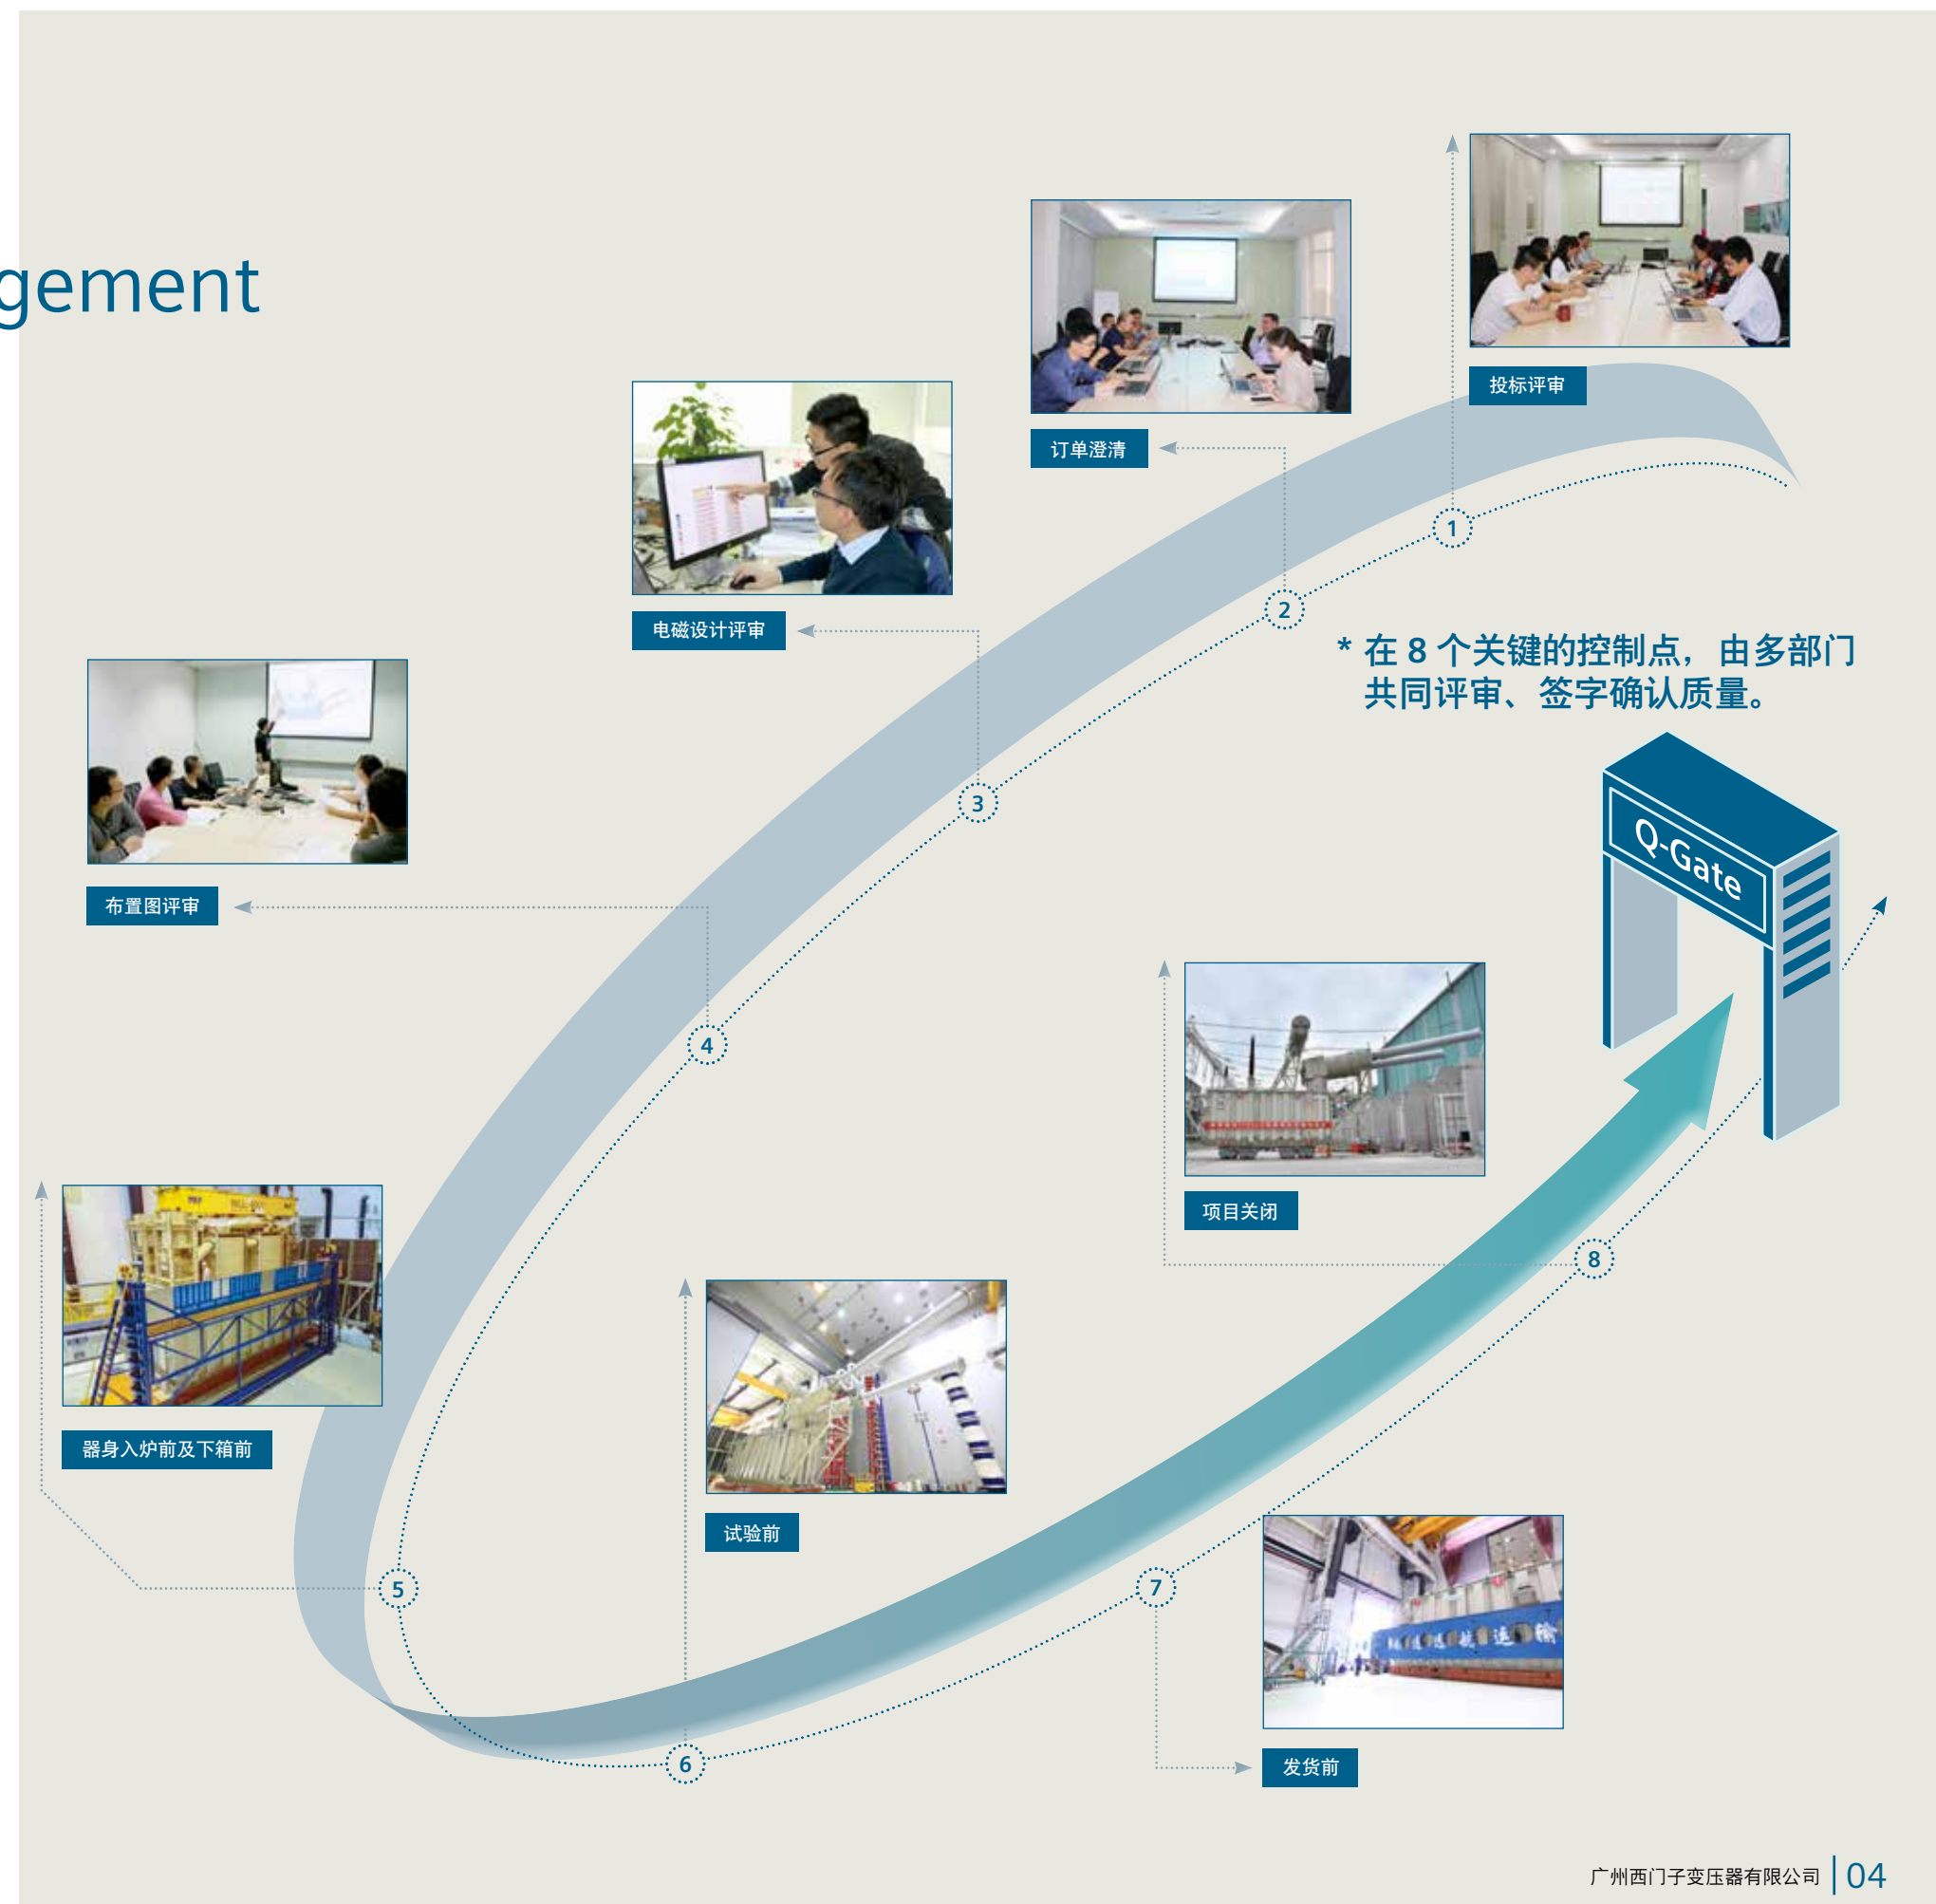 gement
投标评审
订单澄清
电磁设计评审
布置图评审
1
2
3
4
5
6
7
8
* 在 8 个关键的控制点，由多部门
共同评审、签字确认质量。
Q-Gate
项目关闭
器身入炉前及下箱前
试验前
发货前
运
输
广州西门子变压器有限公司
04